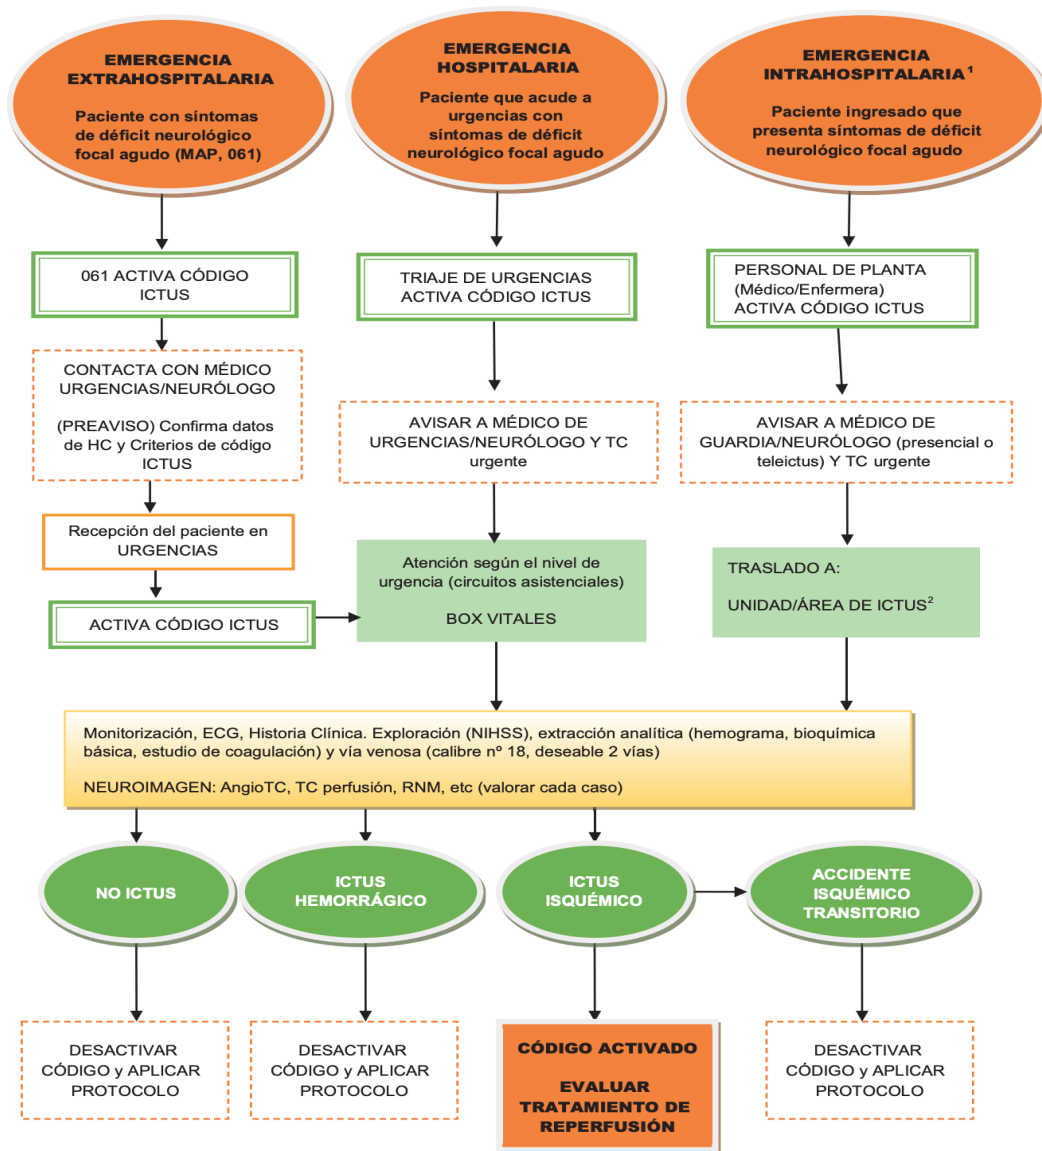 EMERGENCIA
EXTRAHOSPITALARIA
Paciente con síntomas
de déficit neurológico
focal agudo (MAP, 061)
EMERGENCIA
HOSPITALARIA
Paciente que acude a
urgencias con
síntomas de déficit
neurológico focal agudo
EMERGENCIA
INTRAHOSPITALARIA¹
Paciente ingresado que
presenta síntomas de déficit
neurológico focal agudo
061 ACTIVA CÓDIGO
ICTUS
TRIAJE DE URGENCIAS
ACTIVA CÓDIGO ICTUS
PERSONAL DE PLANTA
(Médico/Enfermera)
ACTIVA CÓDIGO ICTUS
CONTACTA CON MÉDICO
URGENCIAS/NEURÓLOGO
(PREAVISO) Confirma datos
de HC y Criterios de código
ICTUS
AVISAR A MÉDICO DE
URGENCIAS/NEURÓLOGO Y TC
urgente
AVISAR A MÉDICO DE
GUARDIA/NEURÓLOGO (presencial o
teleictus) Y TC urgente
Recepción del paciente en
URGENCIAS
ACTIVA CÓDIGO ICTUS
Atención según el nivel de
urgencia (circuitos asistenciales)
BOX VITALES
TRASLADO A:
UNIDAD/ÁREA DE ICTUS²
Monitorización, ECG, Historia Clínica. Exploración (NIHSS), extracción analítica (hemograma, bioquímica
básica, estudio de coagulación) y vía venosa (calibre nº 18, deseable 2 vías)
NEUROIMAGEN: AngioTC, TC perfusión, RNM, etc (valorar cada caso)
NO ICTUS
ICTUS
HEMORRÁGICO
ICTUS
ISQUÉMICO
ACCIDENTE
ISQUÉMICO
TRANSITORIO
DESACTIVAR
CÓDIGO y APLICAR
PROTOCOLO
DESACTIVAR
CÓDIGO y APLICAR
PROTOCOLO
CÓDIGO ACTIVADO
EVALUAR
TRATAMIENTO DE
REPERFUSIÓN
DESACTIVAR
CÓDIGO y APLICAR
PROTOCOLO